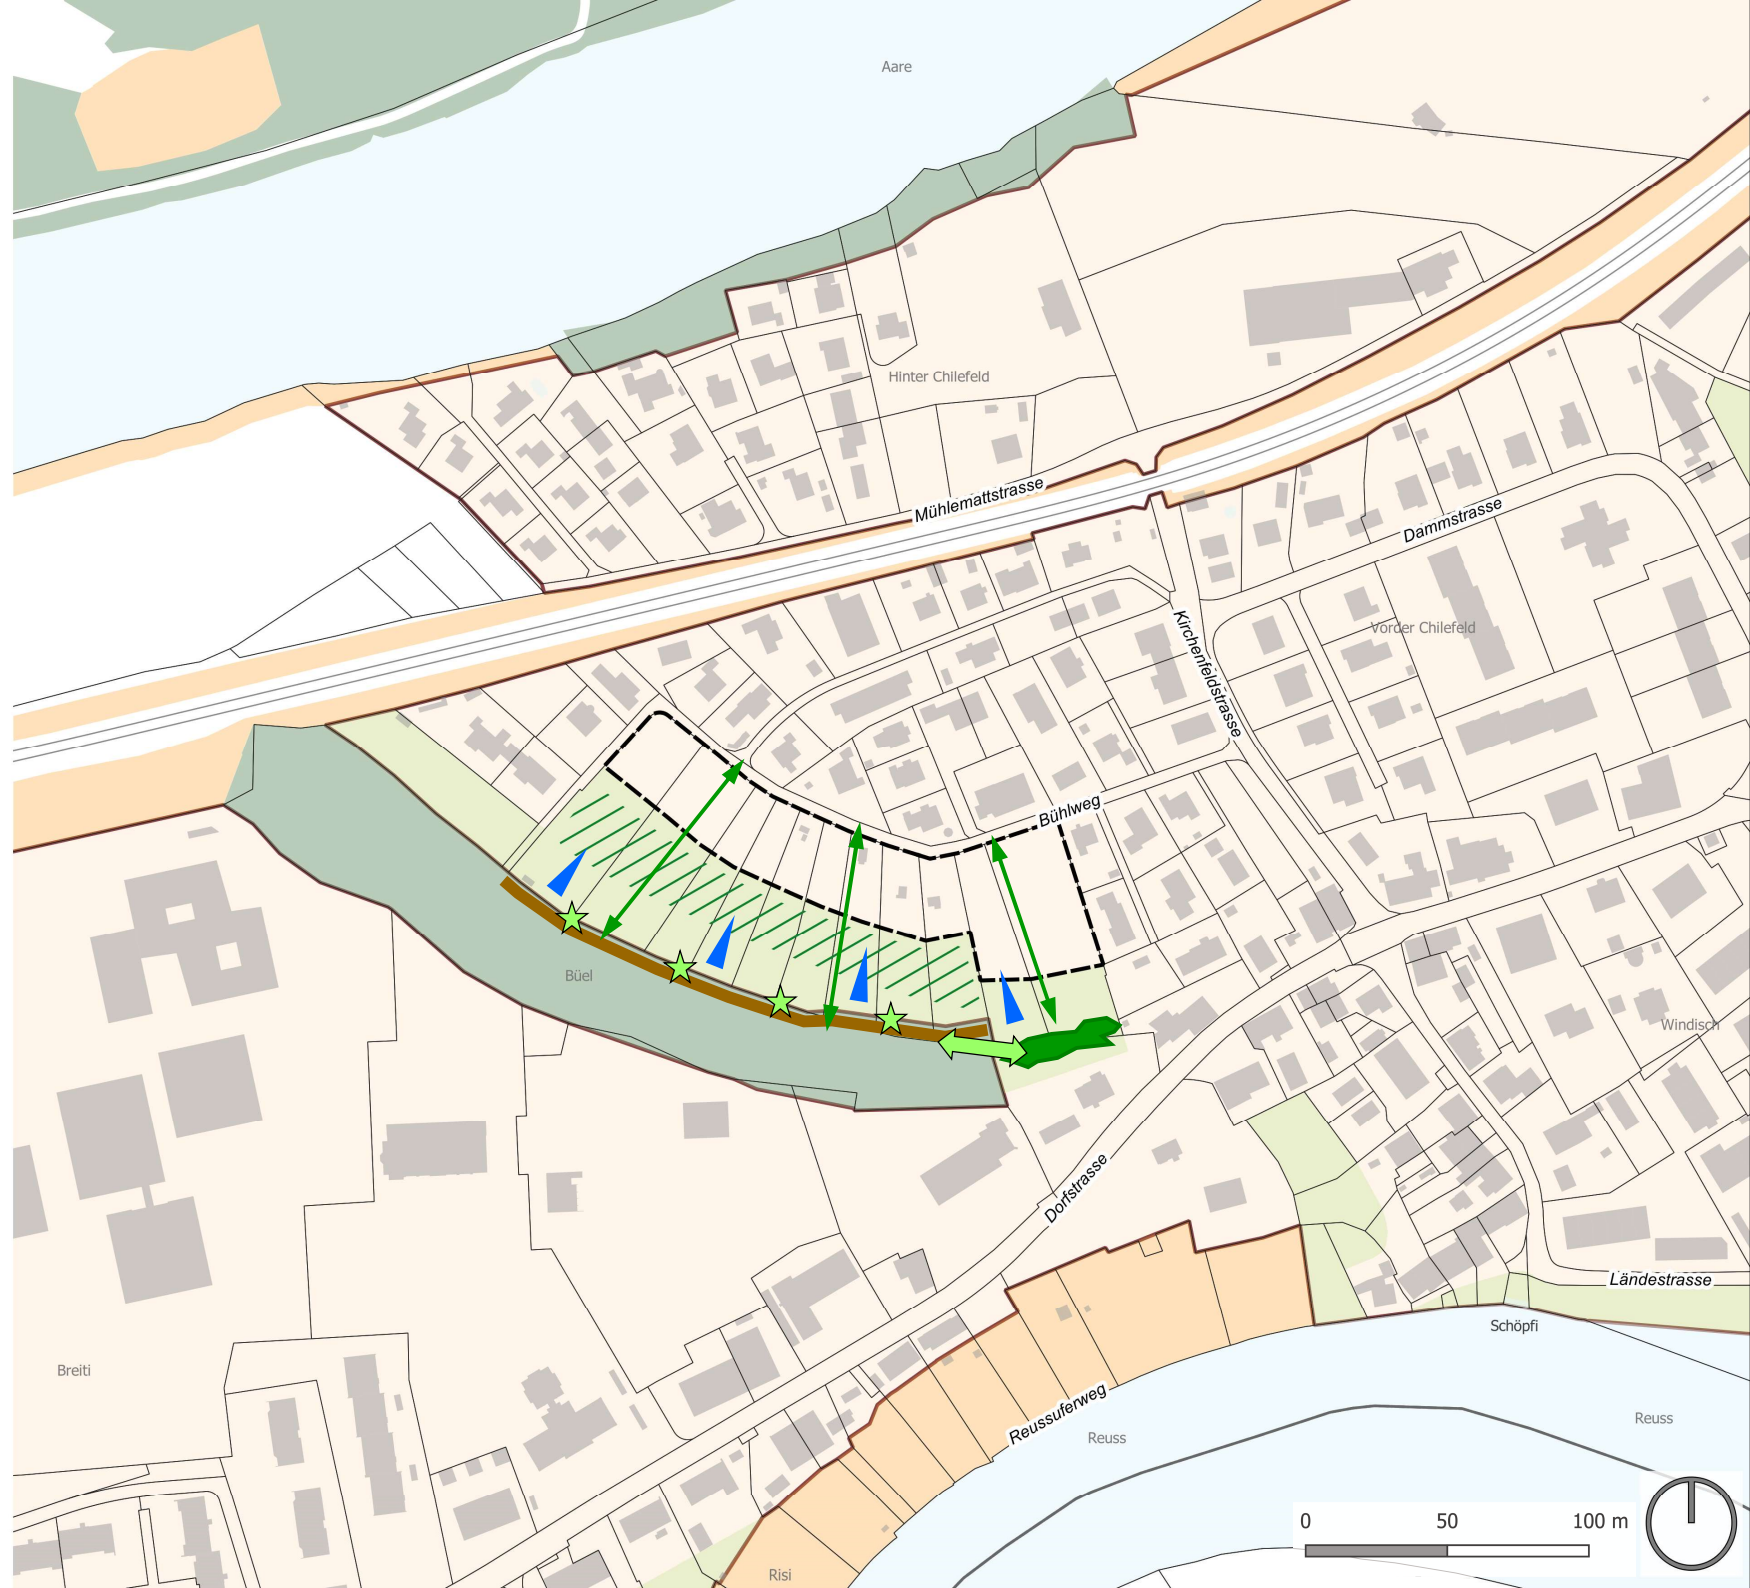 Aare
Hinter Chilefeld
Mühlemattstrasse
Dammstrasse
Kirchenfeldstrasse
Vorder Chilefeld
Bühlweg
Büel
Windisch
Dorfstrasse
Ländestrasse
Schöpfi
Breiti
Reussuferweg
Reuss
Reuss
0 50 100 m
Risi